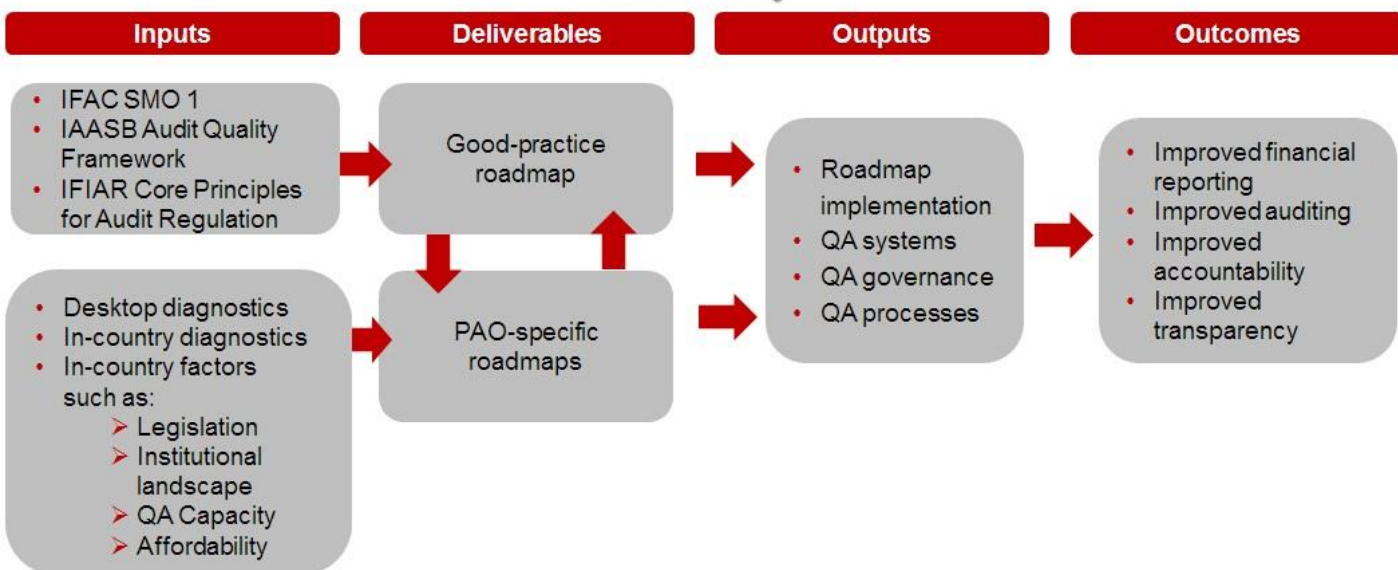 Inputs
Deliverables
Outputs
Outcomes
• IFAC SMO 1
• IAASB Audit Quality
Framework
• IFIAR Core Principles
for Audit Regulation
Good-practice
roadmap
• Desktop diagnostics
• In-country diagnostics
• In-country factors
such as:
➢ Legislation
➢ Institutional
landscape
➢ QA Capacity
➢ Affordability
PAO-specific
roadmaps
• Roadmap
implementation
• QA systems
• QA governance
• QA processes
• Improved financial
reporting
• Improved auditing
• Improved
accountability
• Improved
transparency